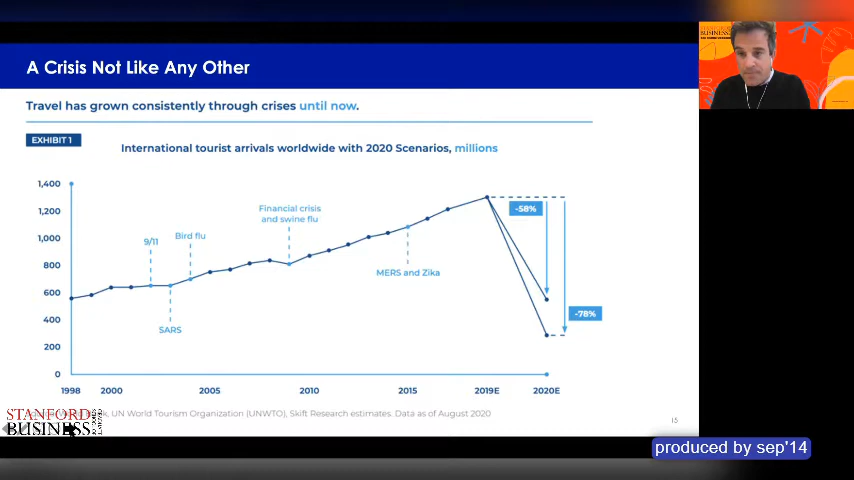 A Crisis Not Like Any Other
Travel has grown consistently through crises until now.
EXHIBIT 1
International tourist arrivals worldwide with 2020 Scenarios, millions
1,400
1,200
1,000
800
600
400
200
0
9/11
SARS
Bird flu
Financial crisis
and swine flu
MERS and Zika
-58%
-78%
1998
2000
2005
2010
2015
2019E
2020E
UN World Tourism Organization (UNWTO), Skift Research estimates. Data as of August 2020
15
STANFORD
BUSINESS
produced by sep'14